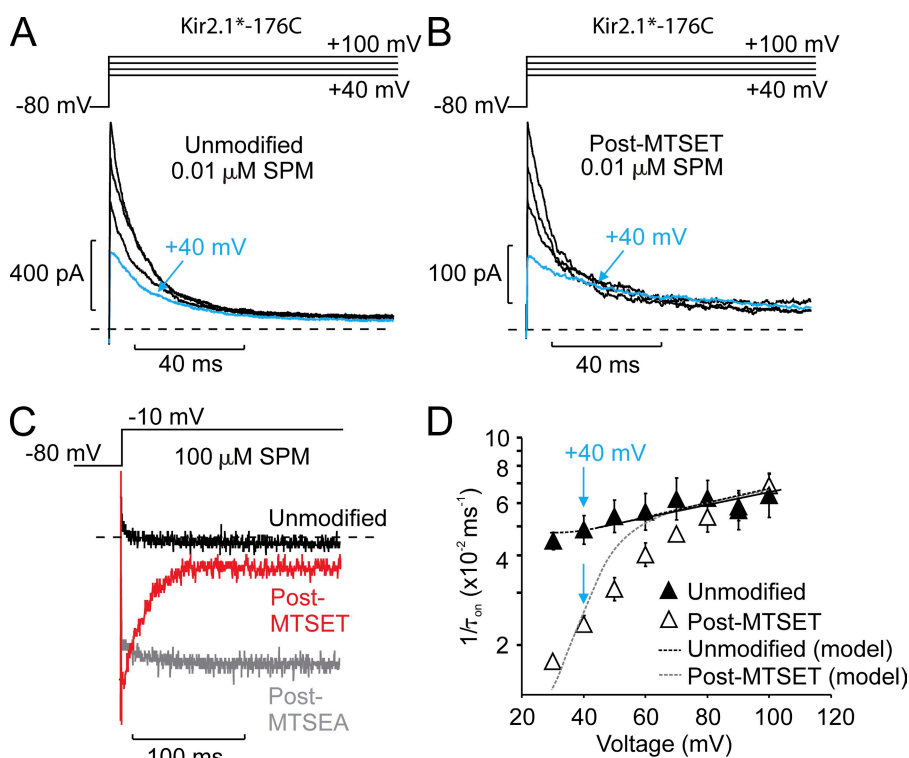 A
Kir2.1*-176C
+100 mV
-80 mV
+40 mV
Unmodified
0.01 µM SPM
+40 mV
400 pA
40 ms
B
Kir2.1*-176C
+100 mV
-80 mV
+40 mV
Post-MTSET
0.01 µM SPM
+40 mV
100 pA
40 ms
C
-10 mV
-80 mV
100 µM SPM
Unmodified
Post-
MTSET
Post-
MTSEA
100 ms
D
10
8
6
4
2
1/τon (x10-2 ms-1)
+40 mV
Unmodified
Post-MTSET
Unmodified (model)
Post-MTSET (model)
20
40
60
80
100
120
Voltage (mV)